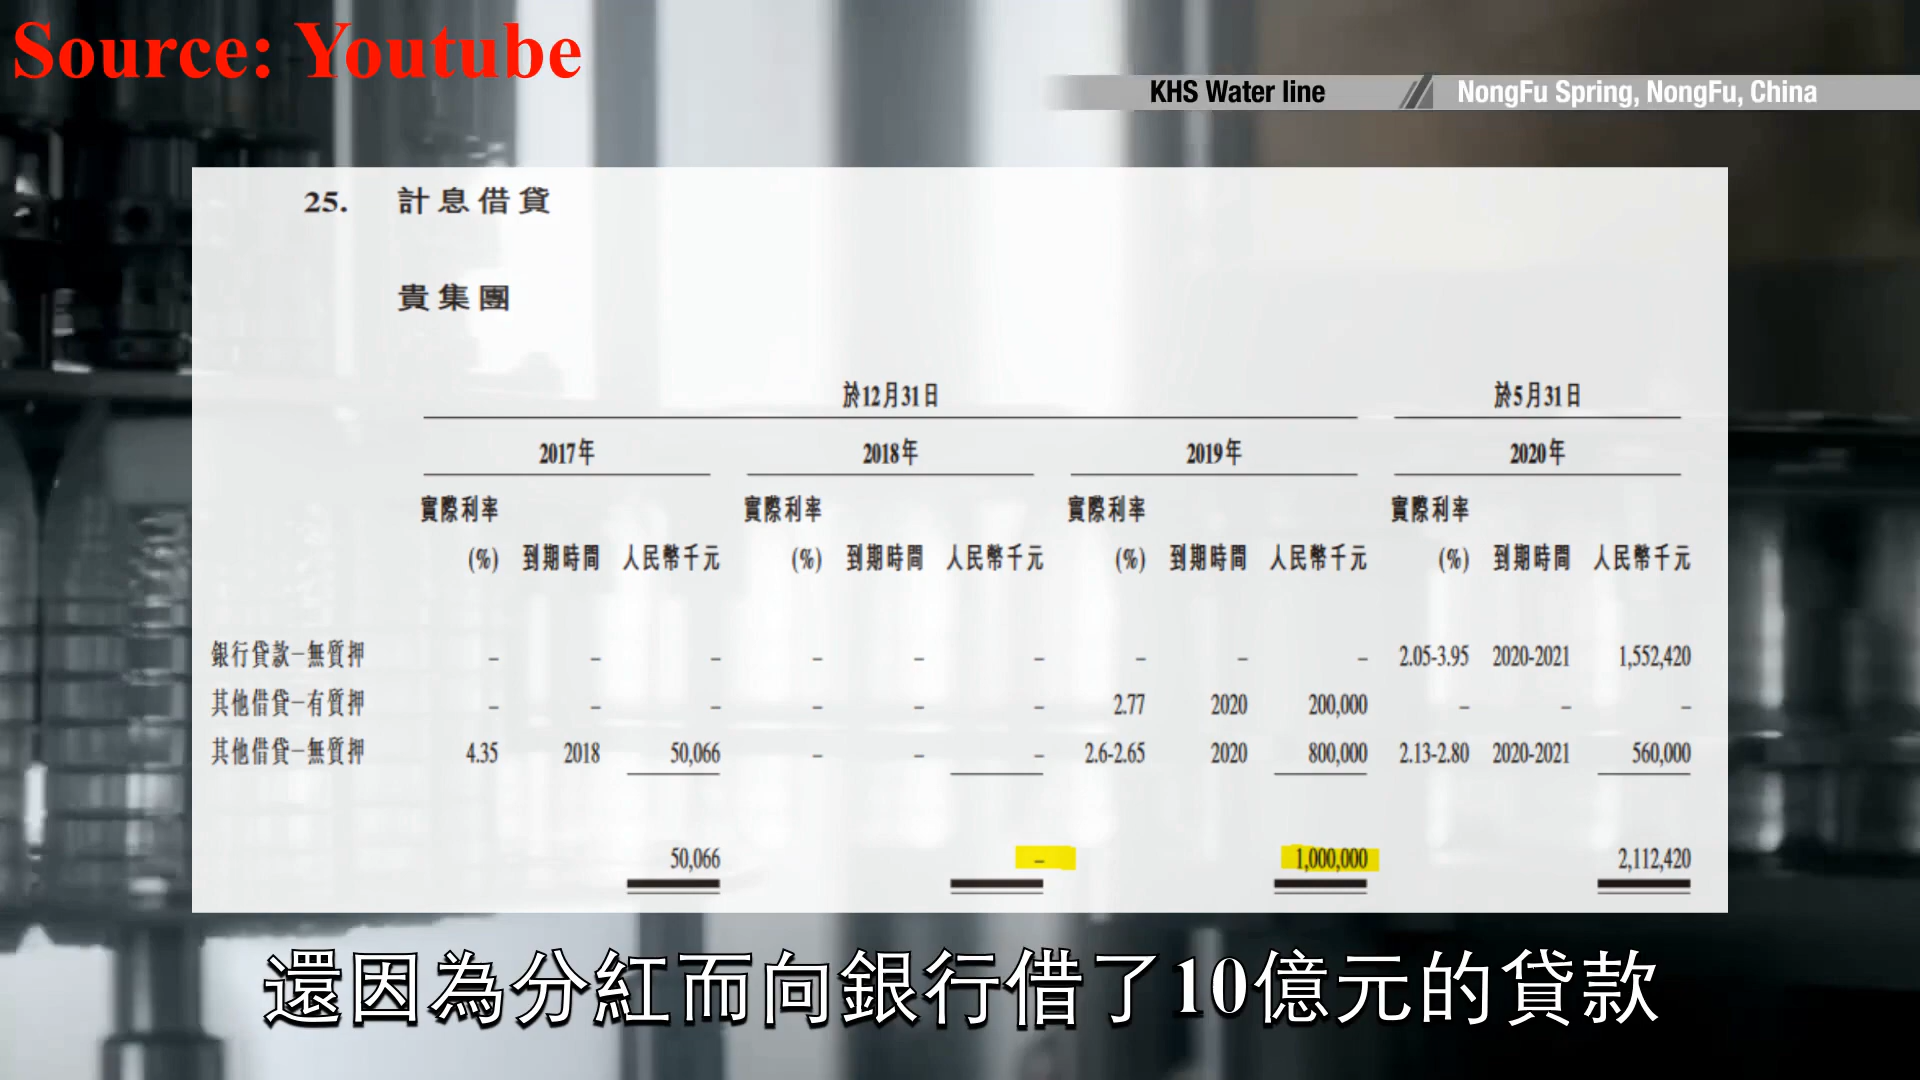 Source: Youtube
KHS Water line // NongFu Spring, NongFu, China
25. 計息借貸
貴集團
於12月31日 於5月31日
2017年 2018年 2019年 2020年
實際利率 實際利率 實際利率 實際利率
(%) 到期時間 人民幣千元 (%) 到期時間 人民幣千元 (%) 到期時間 人民幣千元 (%) 到期時間 人民幣千元
銀行貸款－無質押 – – – – – – – – – 2.05-3.95 2020-2021 1,552,420
其他借貸－有質押 – – – – – – 2.77 2020 200,000 – – –
其他借貸－無質押 4.35 2018 50,066 – – – 2.6-2.65 2020 800,000 2.13-2.80 2020-2021 560,000
50,066 – 1,000,000 2,112,420
還因為分紅而向銀行借了10億元的貸款